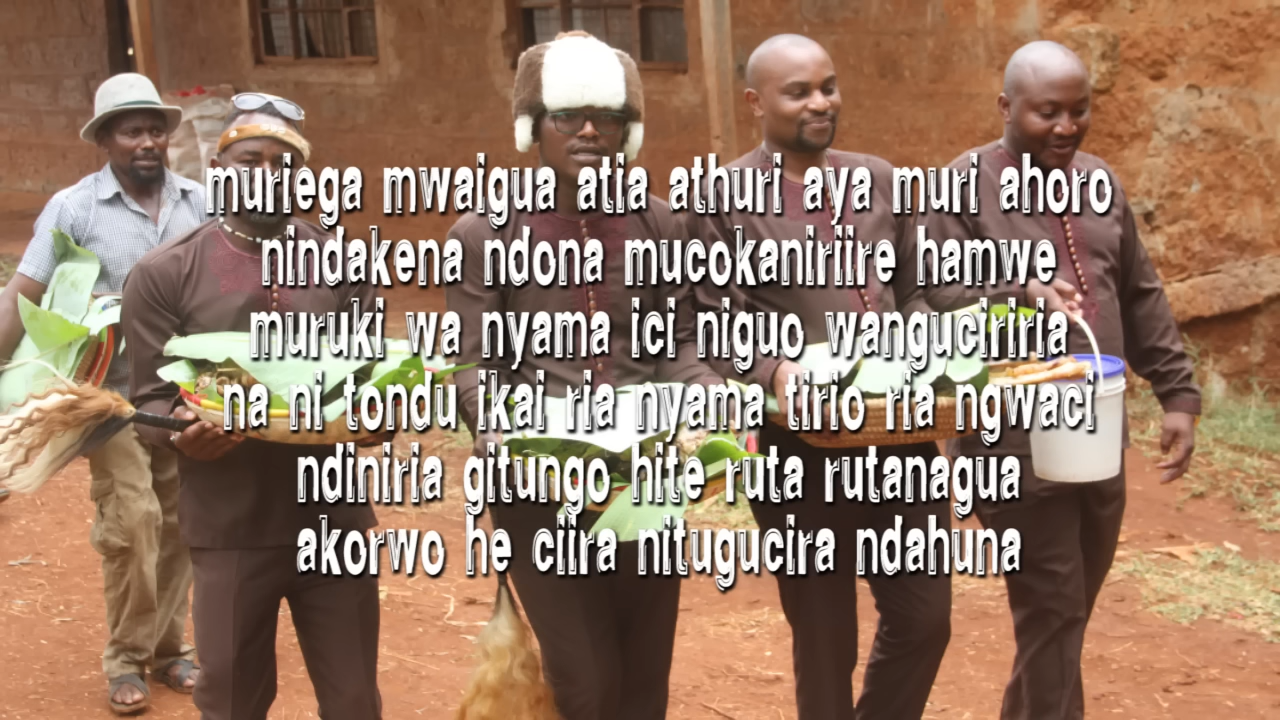 muriega mwaigua atia athuri aya muri ahoro
nindakena ndona mucokaniriire hamwe
muruki wa nyama ici niguo wanguciriria
na ni tondu ikai ria nyama tirio ria ngwaci
ndiniria gitungo hite ruta rutanagua
akorwo he ciira nitugucira ndahuna